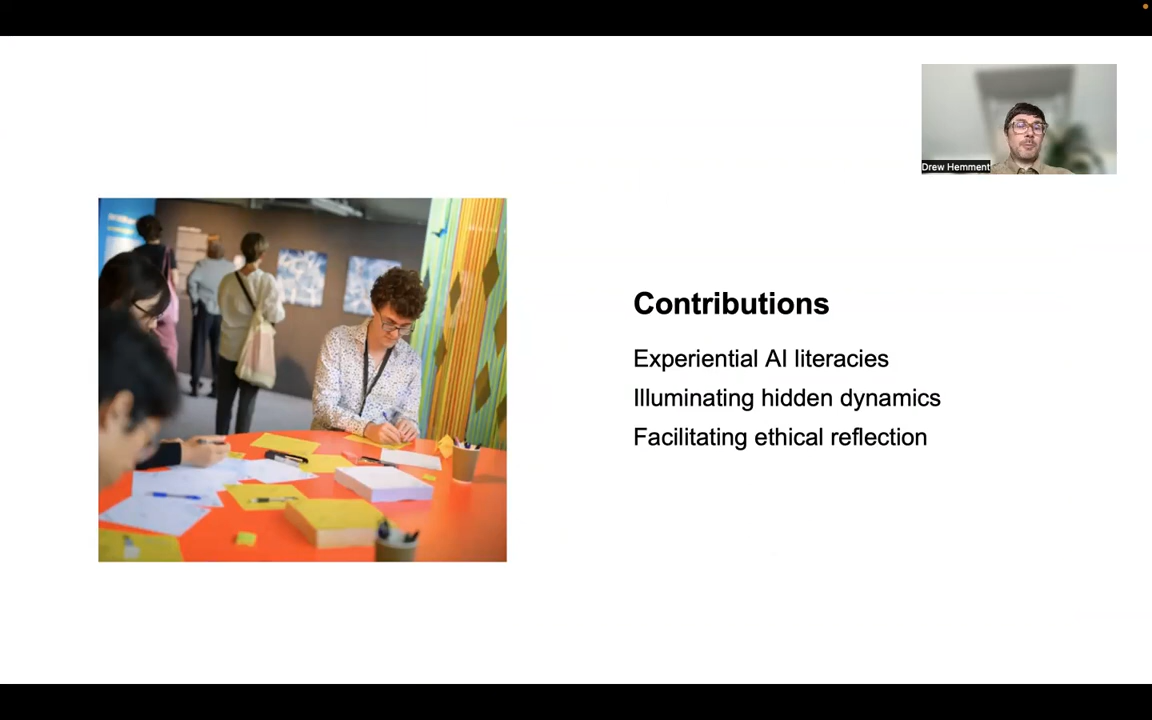 Drew Hemment
Contributions
Experiential AI literacies
Illuminating hidden dynamics
Facilitating ethical reflection